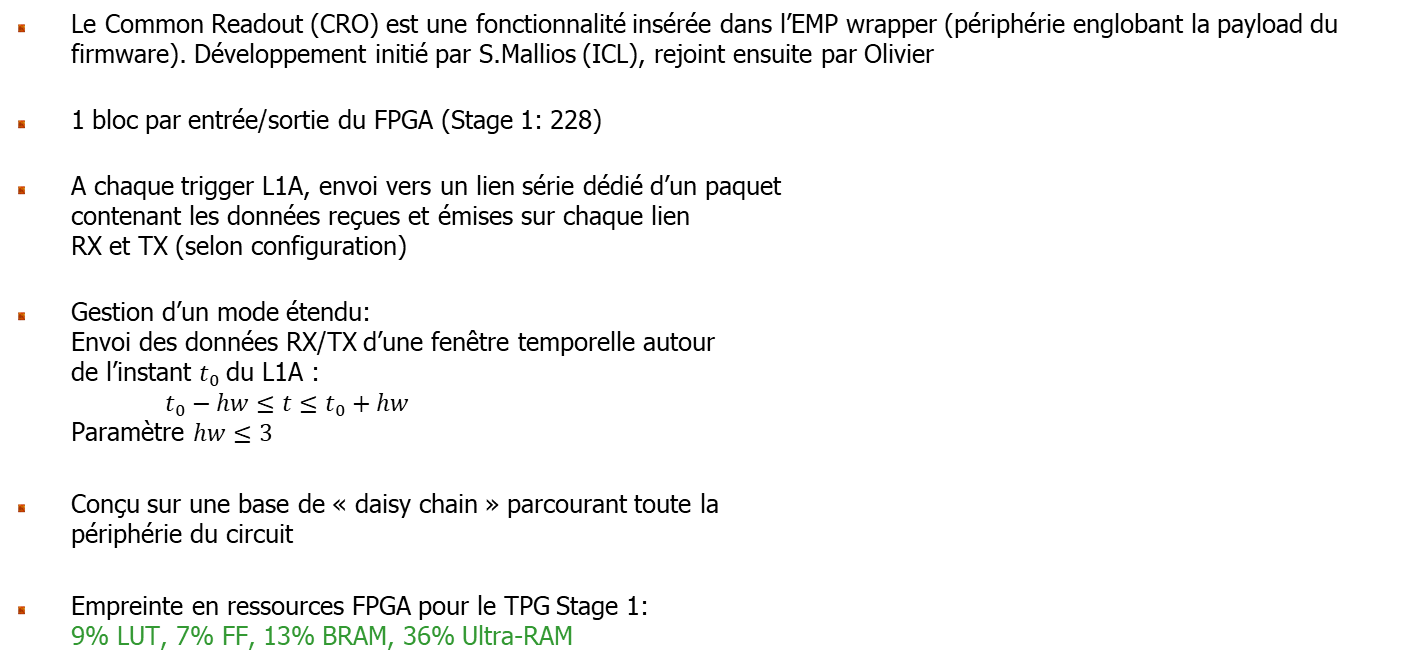 Le Common Readout (CRO) est une fonctionnalité insérée dans l’EMP wrapper (périphérie englobant la payload du
firmware). Développement initié par S.Mallios (ICL), rejoint ensuite par Olivier
1 bloc par entrée/sortie du FPGA (Stage 1: 228)
A chaque trigger L1A, envoi vers un lien série dédié d’un paquet
contenant les données reçues et émises sur chaque lien
RX et TX (selon configuration)
Gestion d’un mode étendu:
Envoi des données RX/TX d’une fenêtre temporelle autour
de l’instant t₀ du L1A :
t₀ − hw ≤ t ≤ t₀ + hw
Paramètre hw ≤ 3
Conçu sur une base de « daisy chain » parcourant toute la
périphérie du circuit
Empreinte en ressources FPGA pour le TPG Stage 1:
9% LUT, 7% FF, 13% BRAM, 36% Ultra-RAM